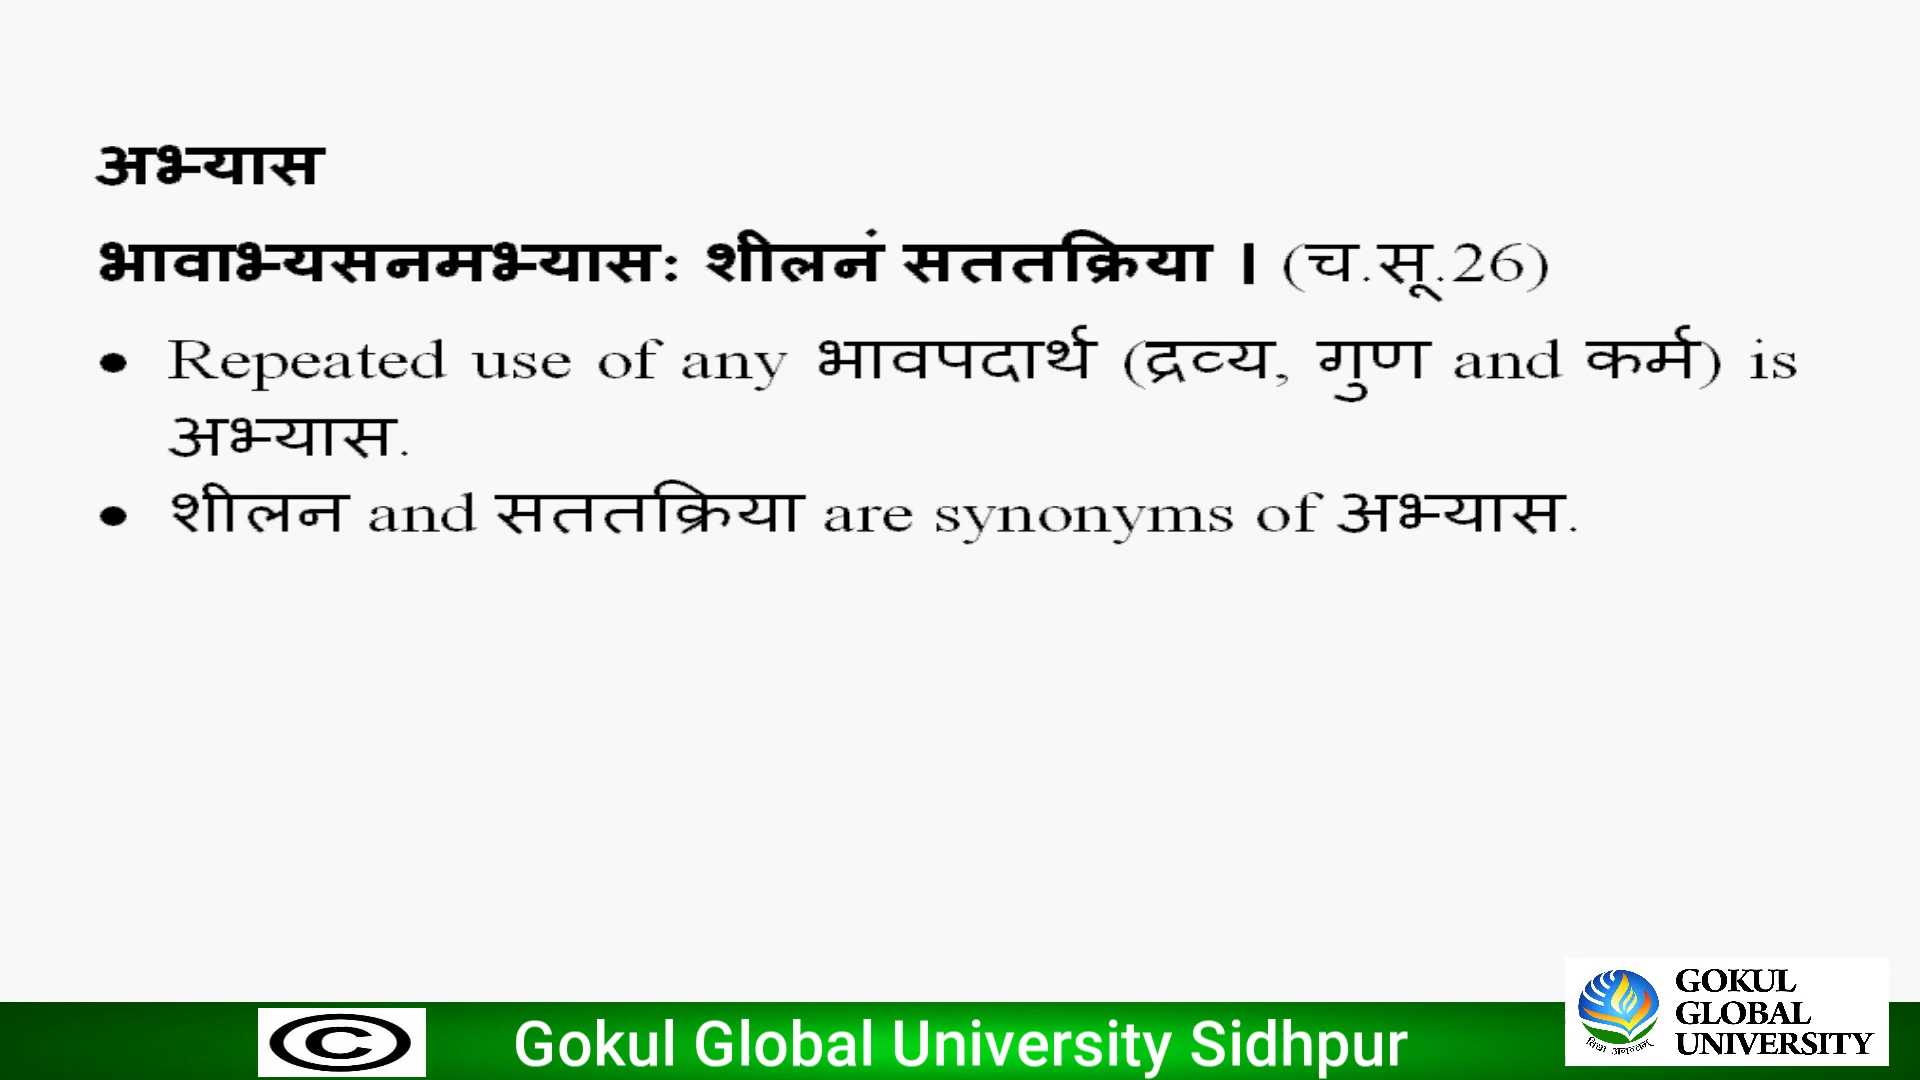 अभ्यास
भावाभ्यसनमभ्यासः शीलनं सततक्रिया । (च.सू.26)
• Repeated use of any भावपदार्थ (द्रव्य, गुण and कर्म) is
अभ्यास.
• शीलन and सततक्रिया are synonyms of अभ्यास.
©
Gokul Global University Sidhpur
GOKUL
GLOBAL
UNIVERSITY